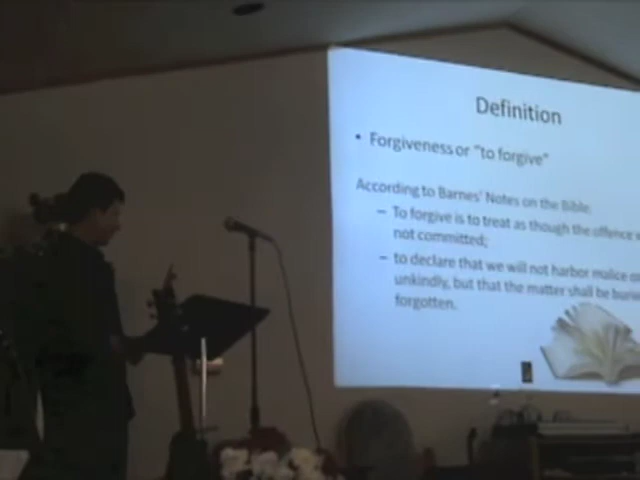 Definition
• Forgiveness or "to forgive"
According to Barnes' Notes on the Bible:
– To forgive is to treat as though the offence
not committed;
– to declare that we will not harbor malice
unkindly, but that the matter shall be
forgotten.